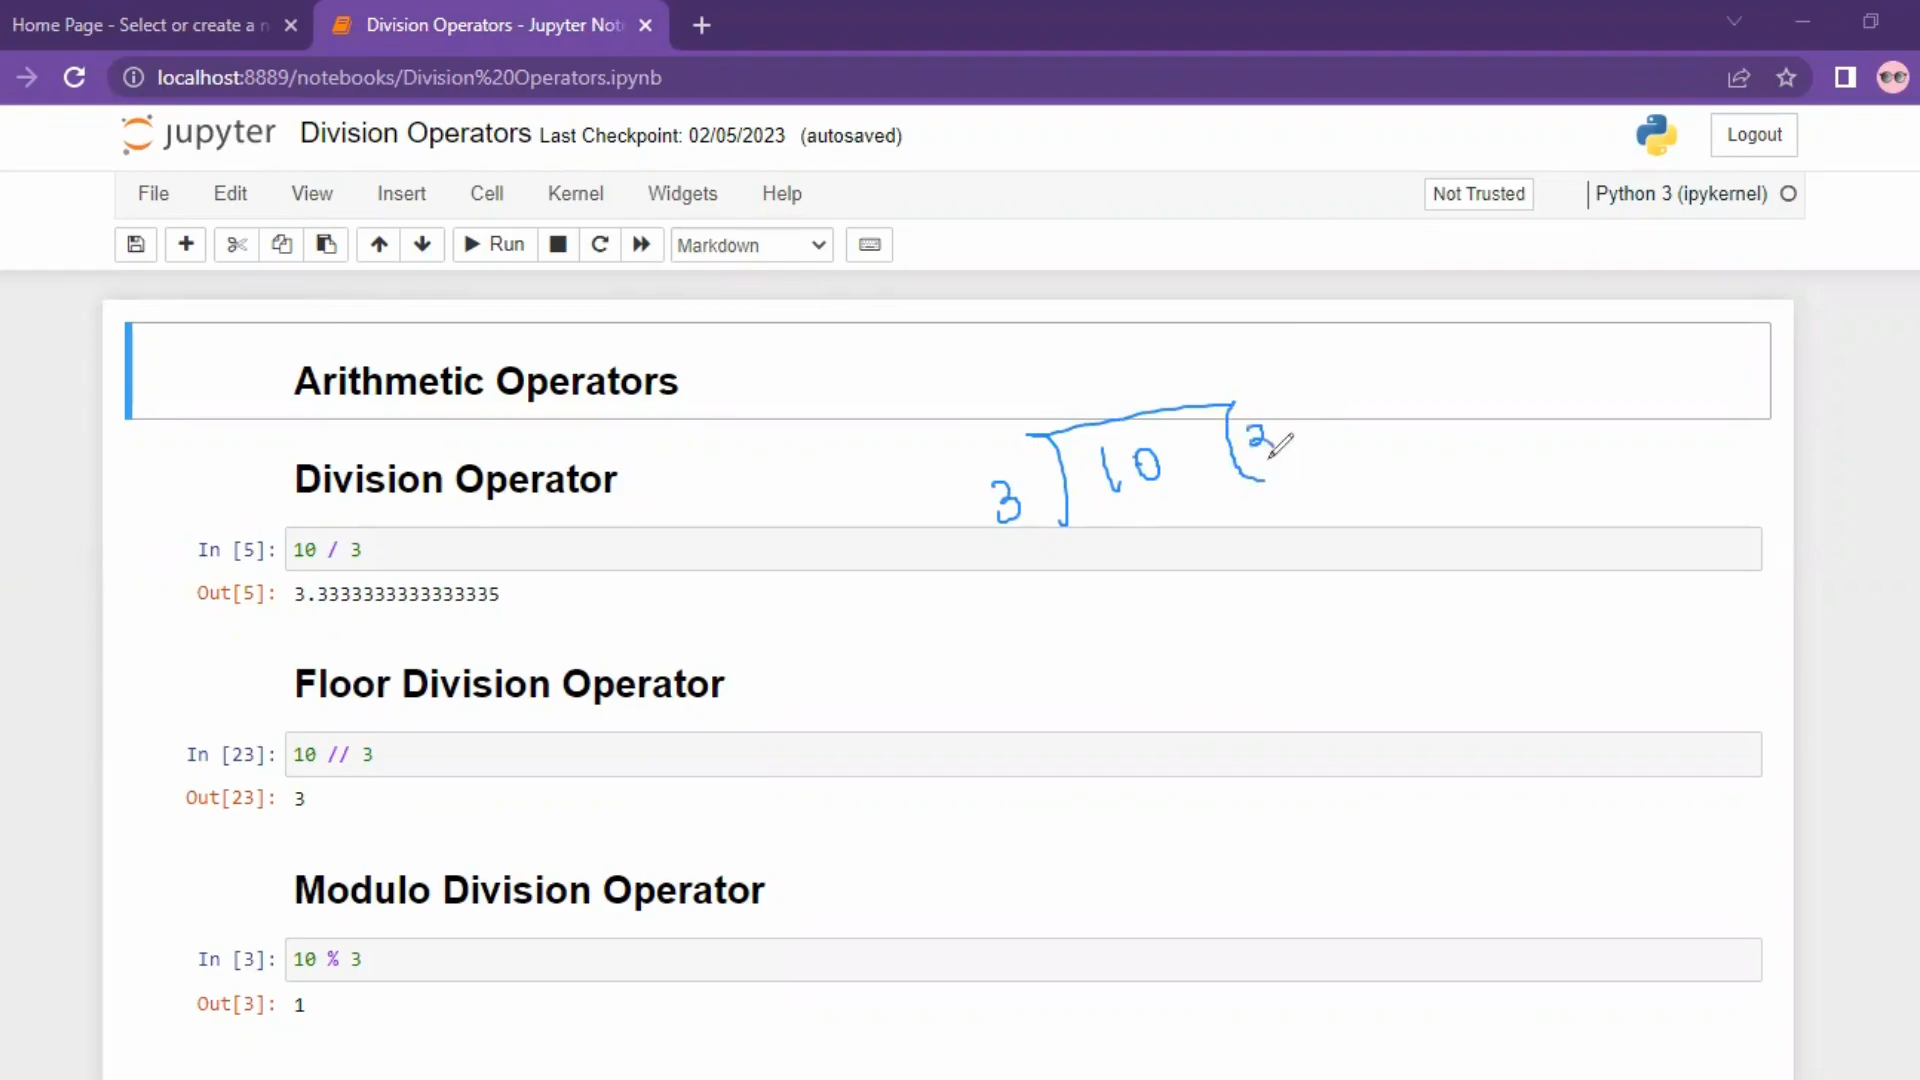 Home Page - Select or create a n
Division Operators - Jupyter Not
localhost:8889/notebooks/Division%20Operators.ipynb
jupyter Division Operators Last Checkpoint: 02/05/2023 (autosaved)
Logout
File Edit View Insert Cell Kernel Widgets Help
Not Trusted
Python 3 (ipykernel)
Run
Markdown
Arithmetic Operators
Division Operator
3 10
In [5]: 10 / 3
Out[5]: 3.3333333333333335
Floor Division Operator
In [23]: 10 // 3
Out[23]: 3
Modulo Division Operator
In [3]: 10 % 3
Out[3]: 1